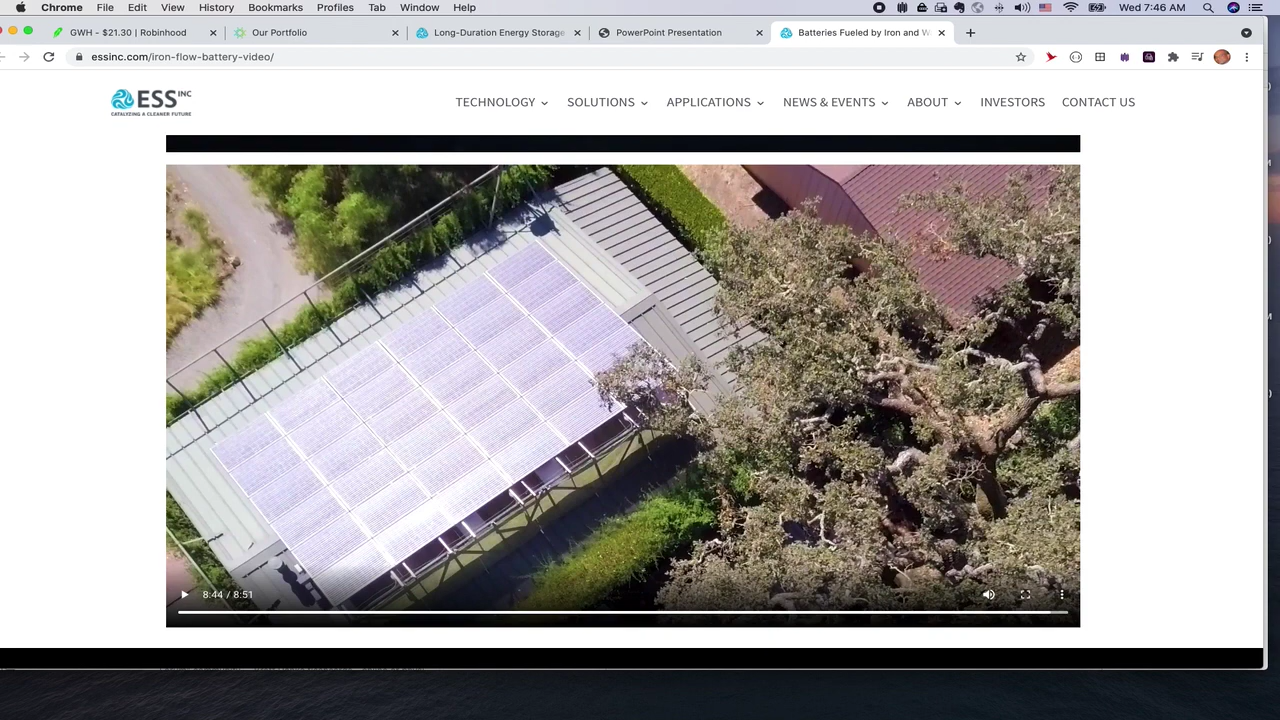 Chrome File Edit View History Bookmarks Profiles Tab Window Help Wed 7:46 AM
GWH - $21.30 | Robinhood Our Portfolio Long-Duration Energy Storage PowerPoint Presentation Batteries Fueled by Iron and W
essinc.com/iron-flow-battery-video/
ESS INC
CATALYZING A CLEANER FUTURE
TECHNOLOGY SOLUTIONS APPLICATIONS NEWS & EVENTS ABOUT INVESTORS CONTACT US
8:44 / 8:51